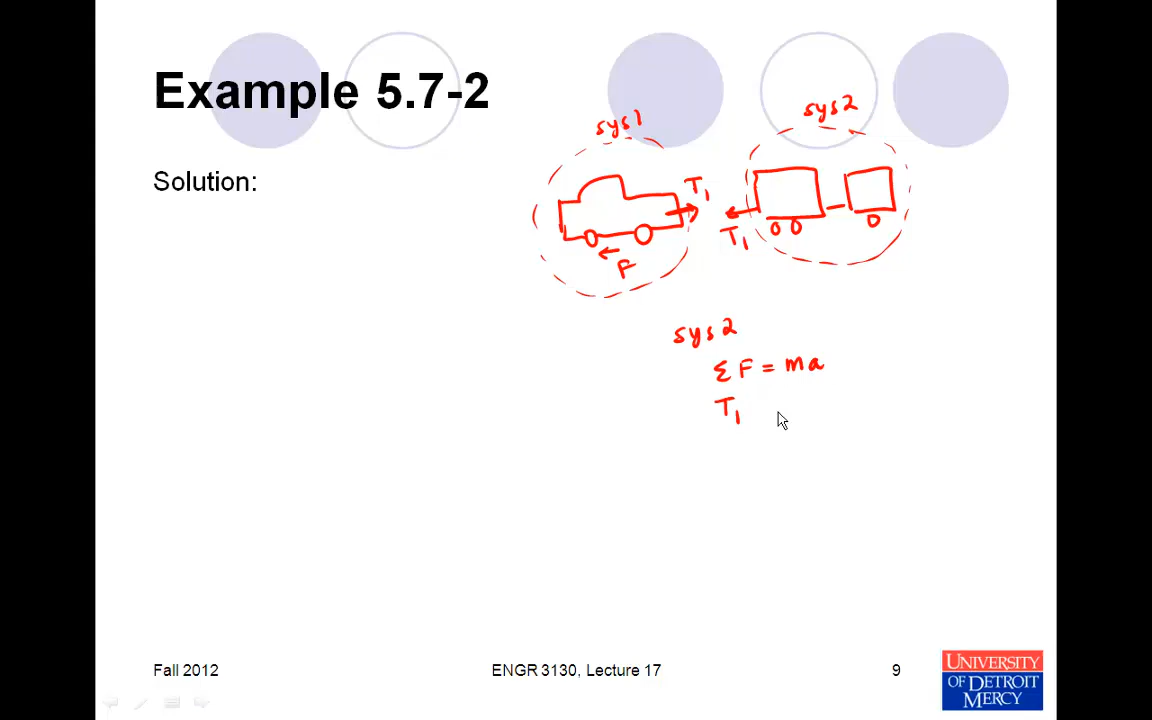 Example 5.7-2
sys1
sys2
Solution:
T1
T1
F
sys2
ΣF = ma
T1
Fall 2012
ENGR 3130, Lecture 17
9
UNIVERSITY
OF DETROIT
MERCY